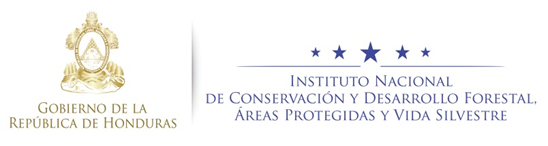 GOBIERNO DE LA
REPÚBLICA DE HONDURAS
INSTITUTO NACIONAL
DE CONSERVACIÓN Y DESARROLLO FORESTAL,
ÁREAS PROTEGIDAS Y VIDA SILVESTRE